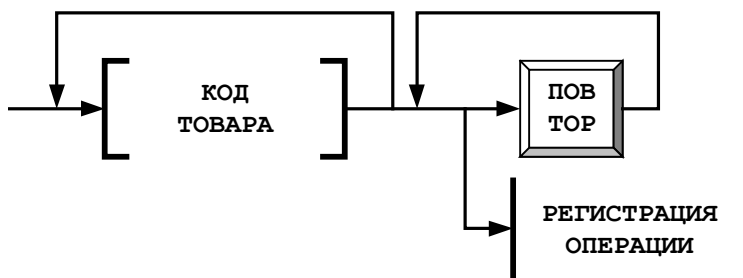 КОД
ТОВАРА
ПОВ
ТОР
РЕГИСТРАЦИЯ
ОПЕРАЦИИ